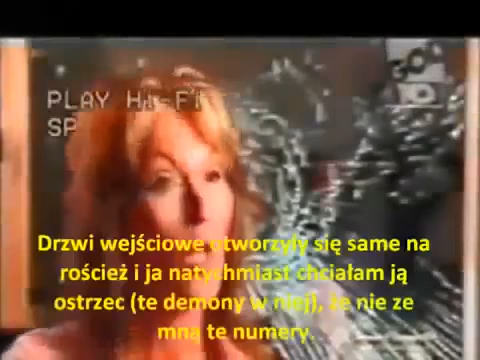 PLAY Hi-Fi
SP
Drzwi wejściowe otworzyły się same na
roścież i ja natychmiast chciałam ją
ostrzec (te demony w niej), że nie ze
mną te numery.